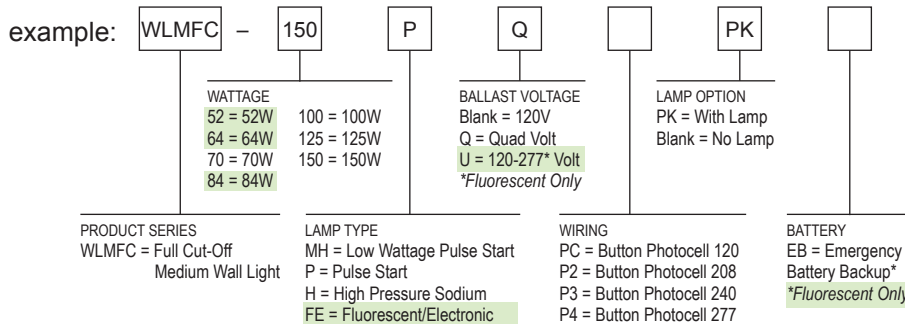 example: WLMFC – 150 P Q PK
WATTAGE
52 = 52W 100 = 100W
64 = 64W 125 = 125W
70 = 70W 150 = 150W
84 = 84W
BALLAST VOLTAGE
Blank = 120V
Q = Quad Volt
U = 120-277* Volt
*Fluorescent Only
LAMP OPTION
PK = With Lamp
Blank = No Lamp
PRODUCT SERIES
WLMFC = Full Cut-Off
Medium Wall Light
LAMP TYPE
MH = Low Wattage Pulse Start
P = Pulse Start
H = High Pressure Sodium
FE = Fluorescent/Electronic
WIRING
PC = Button Photocell 120
P2 = Button Photocell 208
P3 = Button Photocell 240
P4 = Button Photocell 277
BATTERY
EB = Emergency
Battery Backup*
*Fluorescent Only